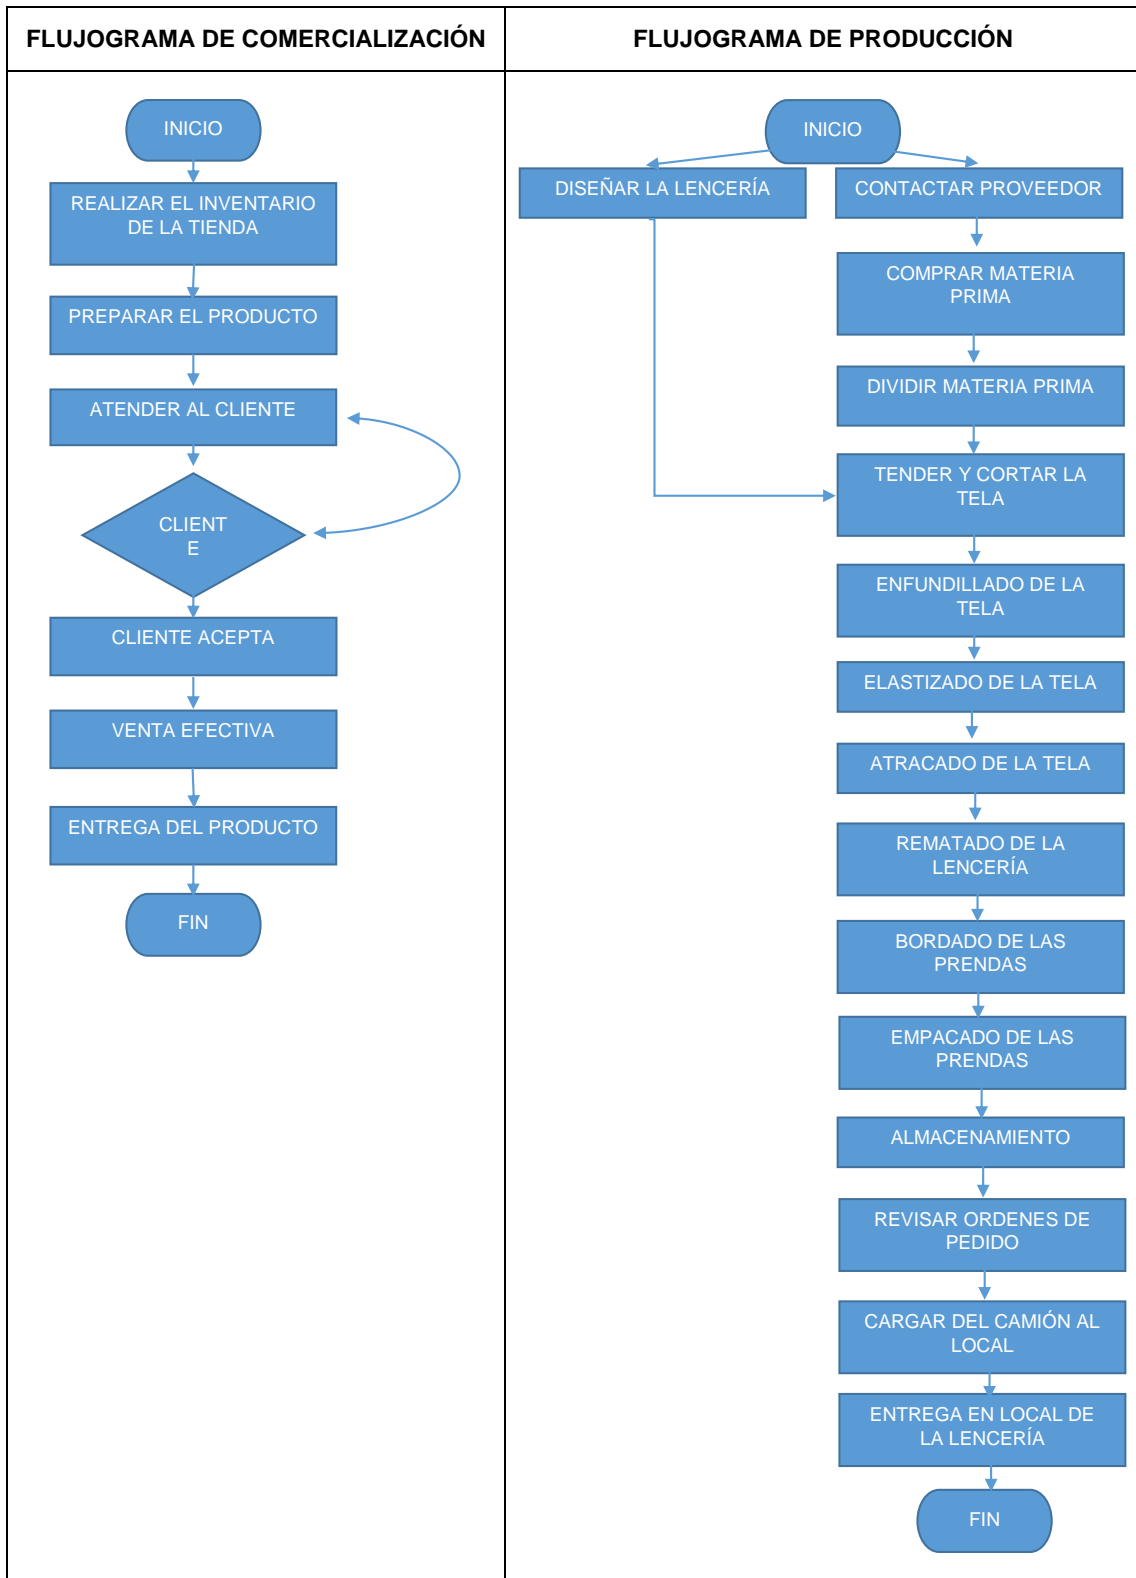 FLUJOGRAMA DE COMERCIALIZACIÓN
INICIO
REALIZAR EL INVENTARIO
DE LA TIENDA
PREPARAR EL PRODUCTO
ATENDER AL CLIENTE
CLIENT
E
CLIENTE ACEPTA
VENTA EFECTIVA
ENTREGA DEL PRODUCTO
FIN
FLUJOGRAMA DE PRODUCCIÓN
INICIO
DISEÑAR LA LENCERÍA
CONTACTAR PROVEEDOR
COMPRAR MATERIA
PRIMA
DIVIDIR MATERIA PRIMA
TENDER Y CORTAR LA
TELA
ENFUNDILLADO DE LA
TELA
ELASTIZADO DE LA TELA
ATRACADO DE LA TELA
REMATADO DE LA
LENCERÍA
BORDADO DE LAS
PRENDAS
EMPACADO DE LAS
PRENDAS
ALMACENAMIENTO
REVISAR ORDENES DE
PEDIDO
CARGAR DEL CAMIÓN AL
LOCAL
ENTREGA EN LOCAL DE
LA LENCERÍA
FIN